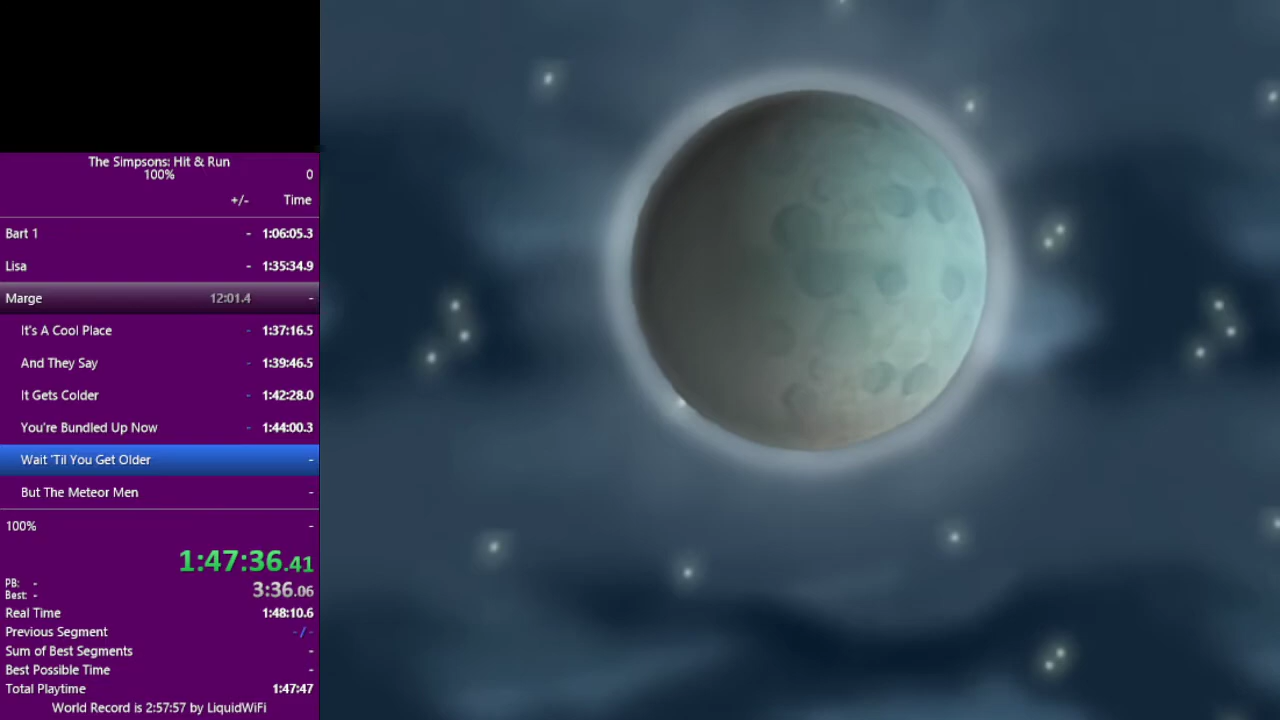 The Simpsons: Hit & Run
100% 0
+/- Time
Bart 1 - 1:06:05.3
Lisa - 1:35:34.9
Marge 12:01.4 -
It's A Cool Place - 1:37:16.5
And They Say - 1:39:46.5
It Gets Colder - 1:42:28.0
You're Bundled Up Now - 1:44:00.3
Wait 'Til You Get Older -
But The Meteor Men -
100% -
1:47:36.41
PB: - 3:36.06
Best: -
Real Time 1:48:10.6
Previous Segment - / -
Sum of Best Segments -
Best Possible Time -
Total Playtime 1:47:47
World Record is 2:57:57 by LiquidWiFi